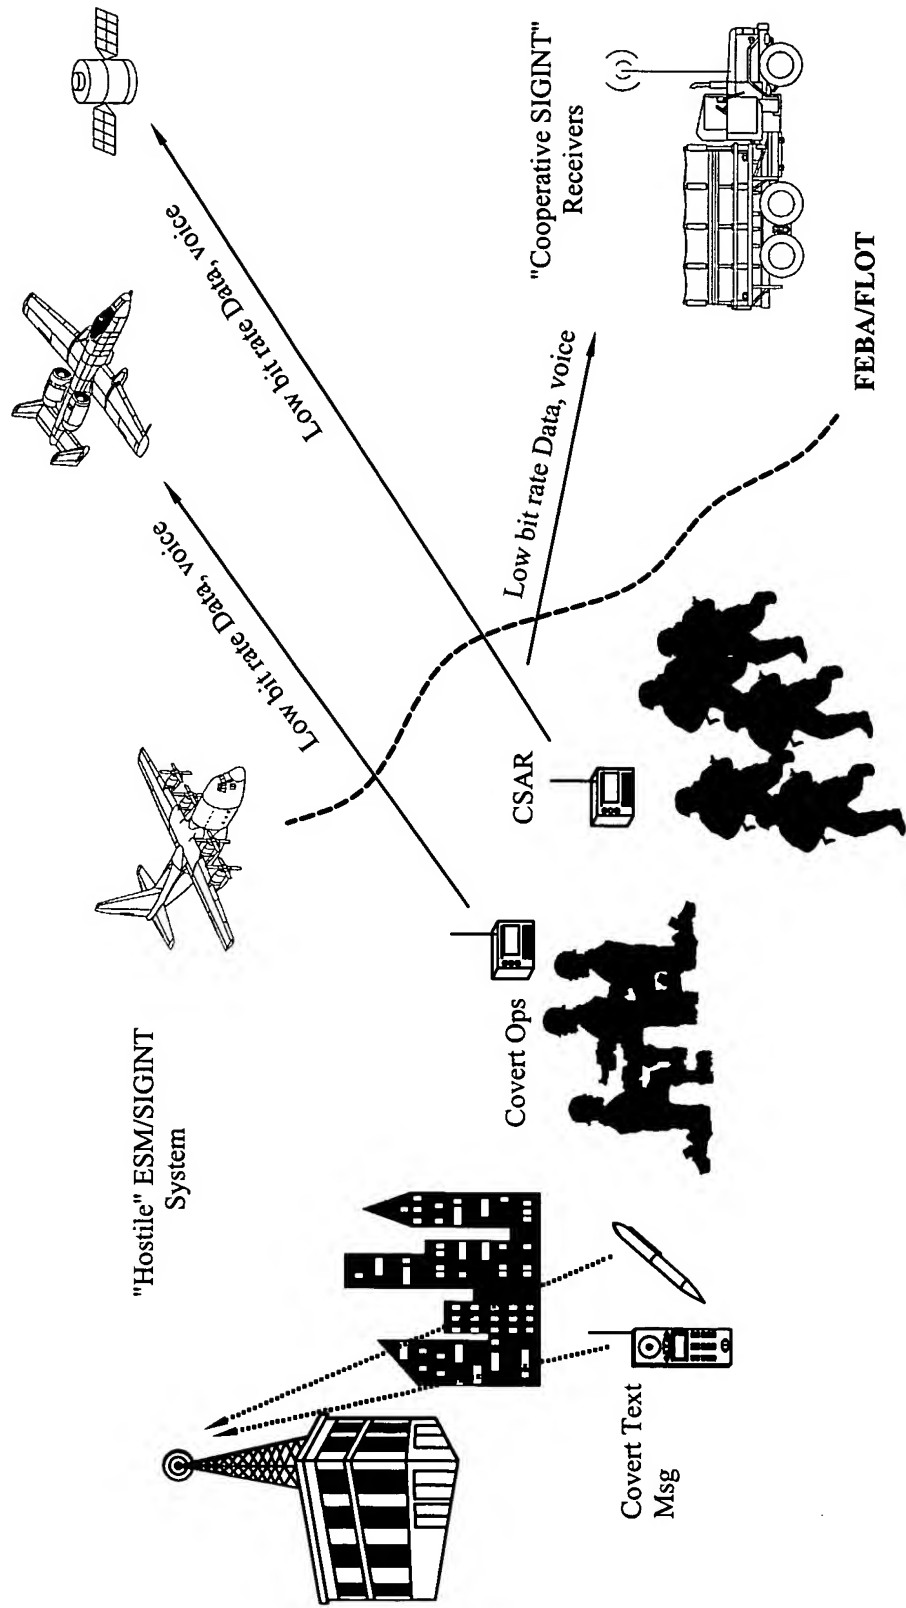 "Hostile" ESM/SIGINT
System
Low bit rate Data, voice
Low bit rate Data, voice
"Cooperative SIGINT"
Receivers
Low bit rate Data, voice
Covert Ops
CSAR
FEBA/FLOT
Covert Text
Msg